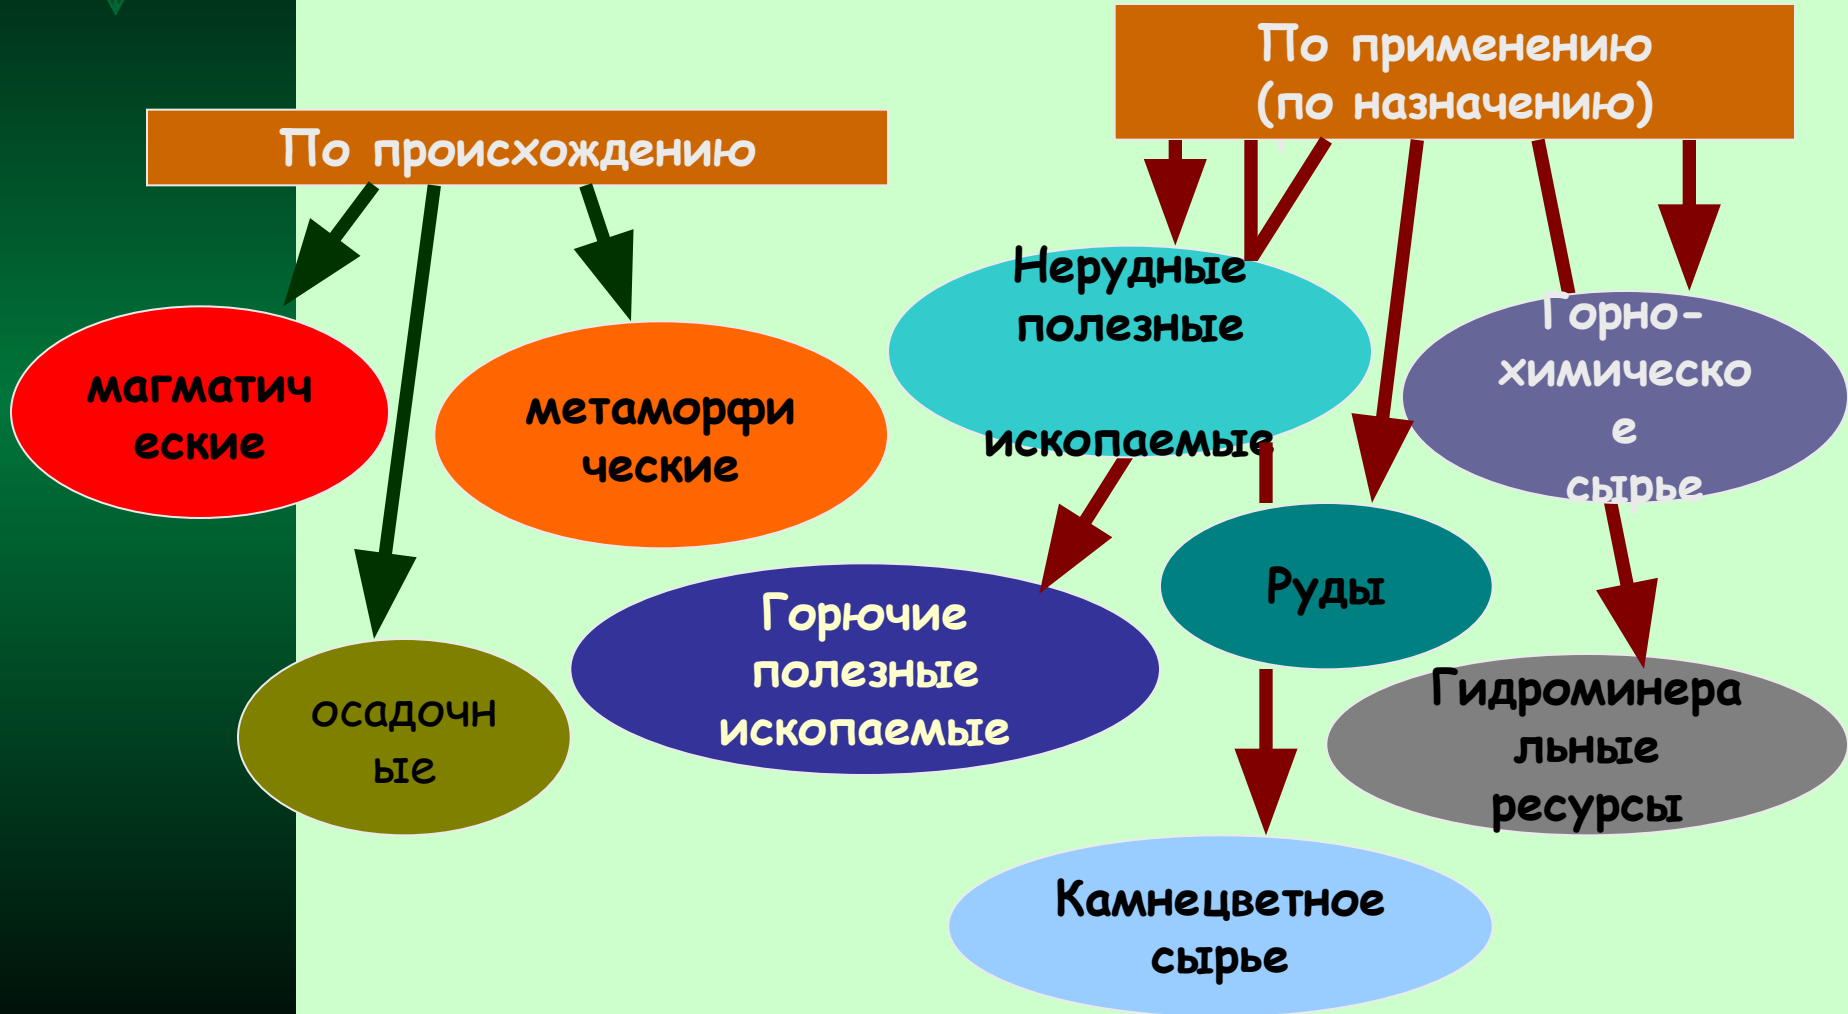 По происхождению
магматич
еские
метаморфи
ческие
осадочн
ые
По применению
(по назначению)
Нерудные
полезные
ископаемые
Горно-
химическо
е
сырье
Руды
Горючие
полезные
ископаемые
Гидроминера
льные
ресурсы
Камнецветное
сырье